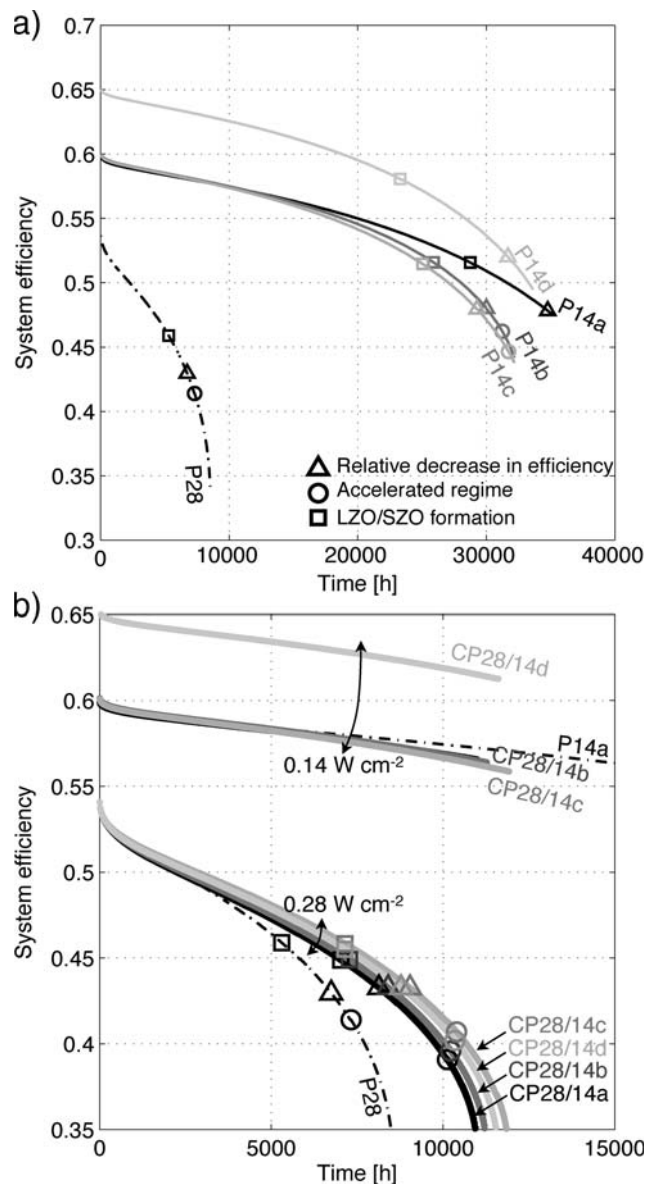 a)
0.7
0.65
0.6
0.55
0.5
0.45
0.4
0.35
0.3
System efficiency
P14d
P14a
P14b
P14c
P28
Relative decrease in efficiency
Accelerated regime
LZO/SZO formation
0 10000 20000 30000 40000
Time [h]
b)
0.65
0.6
0.55
0.5
0.45
0.4
0.35
System efficiency
CP28/14d
P14a
CP28/14b
CP28/14c
0.14 W cm-2
0.28 W cm-2
CP28/14c
CP28/14d
CP28/14b
CP28/14a
P28
0 5000 10000 15000
Time [h]